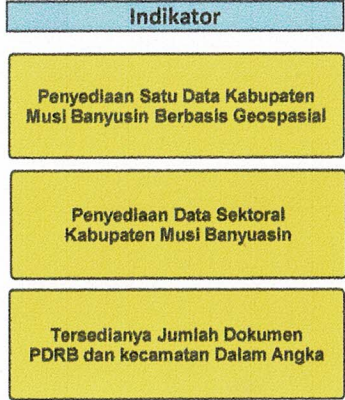 Indikator
Penyediaan Satu Data Kabupaten
Musi Banyusin Berbasis Geospasial
Penyediaan Data Sektoral
Kabupaten Musi Banyuasin
Tersedianya Jumlah Dokumen
PDRB dan kecamatan Dalam Angka